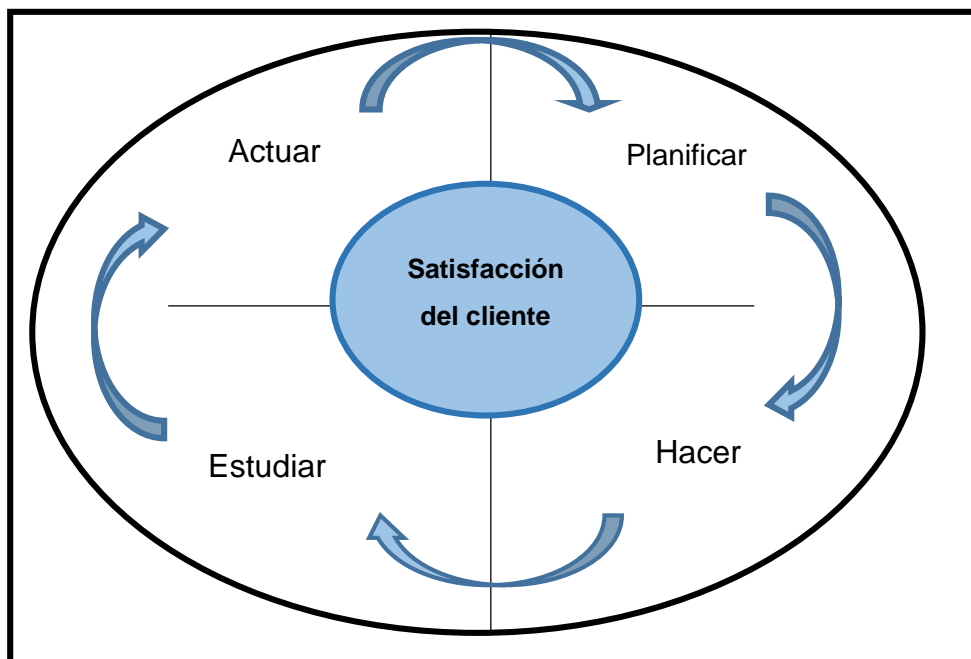 Actuar
Planificar
Satisfacción
del cliente
Estudiar
Hacer